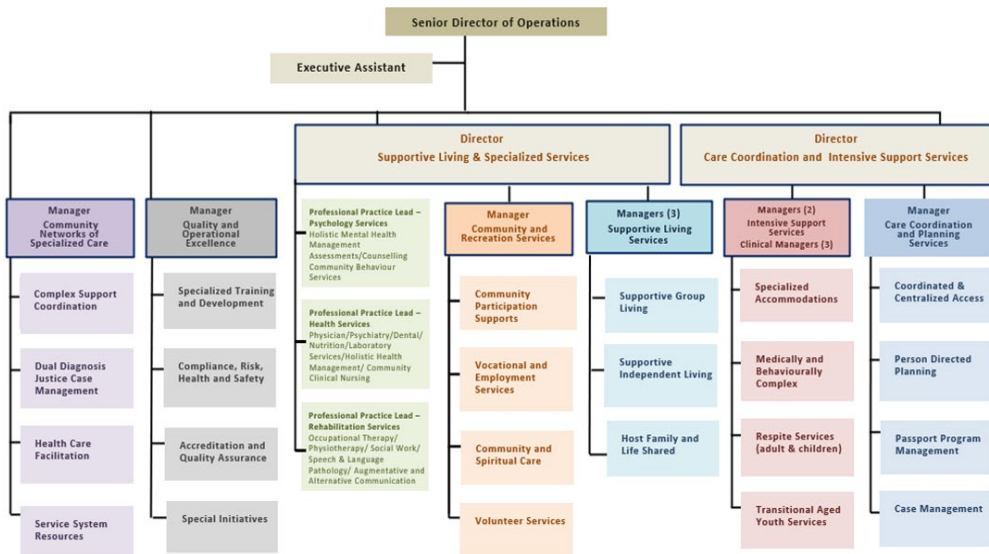 Senior Director of Operations
Executive Assistant
Director
Supportive Living & Specialized Services
Director
Care Coordination and Intensive Support Services
Manager
Community
Networks of
Specialized Care
Complex Support
Coordination
Dual Diagnosis
Justice Case
Management
Health Care
Facilitation
Service System
Resources
Manager
Quality and
Operational
Excellence
Specialized Training
and Development
Compliance, Risk,
Health and Safety
Accreditation and
Quality Assurance
Special Initiatives
Professional Practice Lead –
Psychology Services
Holistic Mental Health
Management
Assessments/Counselling
Community Behaviour
Services
Professional Practice Lead
–Health Services
Physician/Psychiatry/Dental/
Nutrition/Laboratory
Services/Holistic Health
Management/ Community
Clinical Nursing
Professional Practice Lead –
Rehabilitation Services
Occupational Therapy/
Physiotherapy/ Social Work/
Speech & Language
Pathology/ Augmentative and
Alternative Communication
Manager
Community and
Recreation Services
Community
Participation
Supports
Vocational and
Employment
Services
Community and
Spiritual Care
Volunteer Services
Managers (3)
Supportive Living
Services
Supportive Group
Living
Supportive
Independent Living
Host Family and
Life Shared
Managers (2)
Intensive Support
Services
Clinical Managers (3)
Specialized
Accommodations
Medically and
Behaviourally
Complex
Respite Services
(adult & children)
Transitional Aged
Youth Services
Manager
Care Coordination
and Planning
Services
Coordinated &
Centralized Access
Person Directed
Planning
Passport Program
Management
Case Management